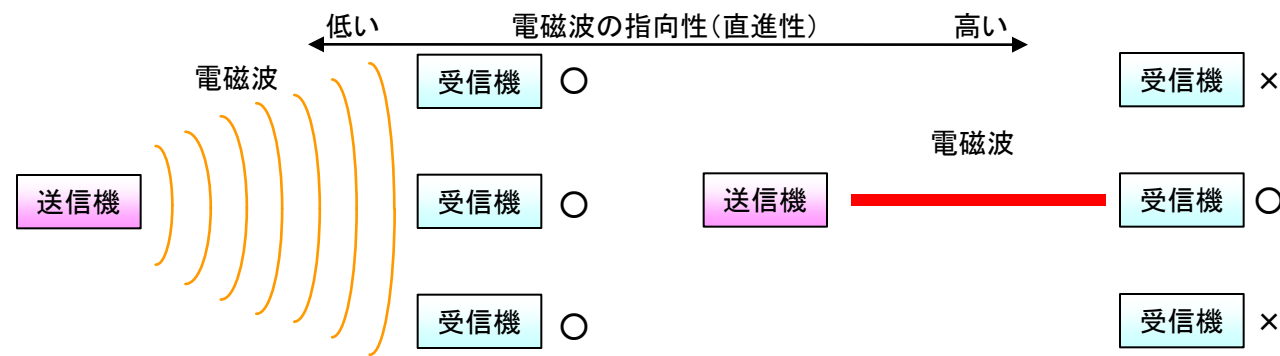 低い 電磁波の指向性(直進性) 高い
電磁波
受信機 ○
受信機 ×
電磁波
送信機
受信機 ○
送信機
受信機 ○
受信機 ○
受信機 ×